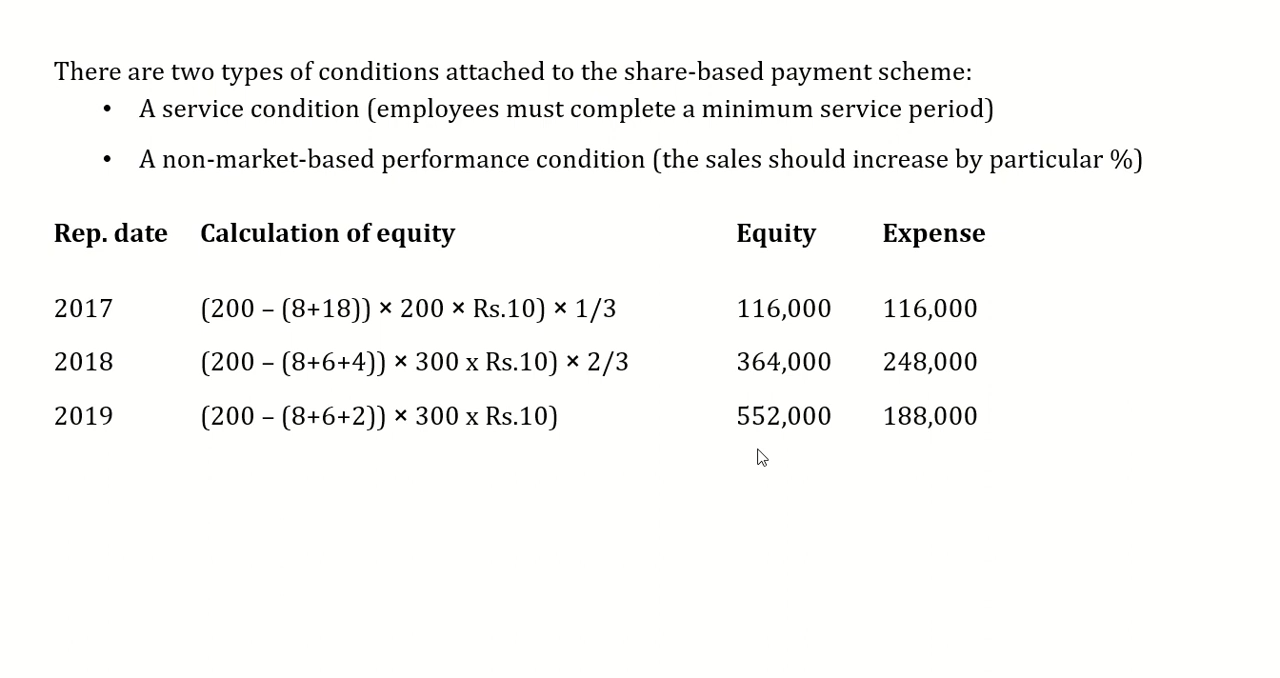 There are two types of conditions attached to the share-based payment scheme:
• A service condition (employees must complete a minimum service period)
• A non-market-based performance condition (the sales should increase by particular %)
Rep. date Calculation of equity Equity Expense
2017 (200 – (8+18)) × 200 × Rs.10) × 1/3 116,000 116,000
2018 (200 – (8+6+4)) × 300 x Rs.10) × 2/3 364,000 248,000
2019 (200 – (8+6+2)) × 300 x Rs.10) 552,000 188,000